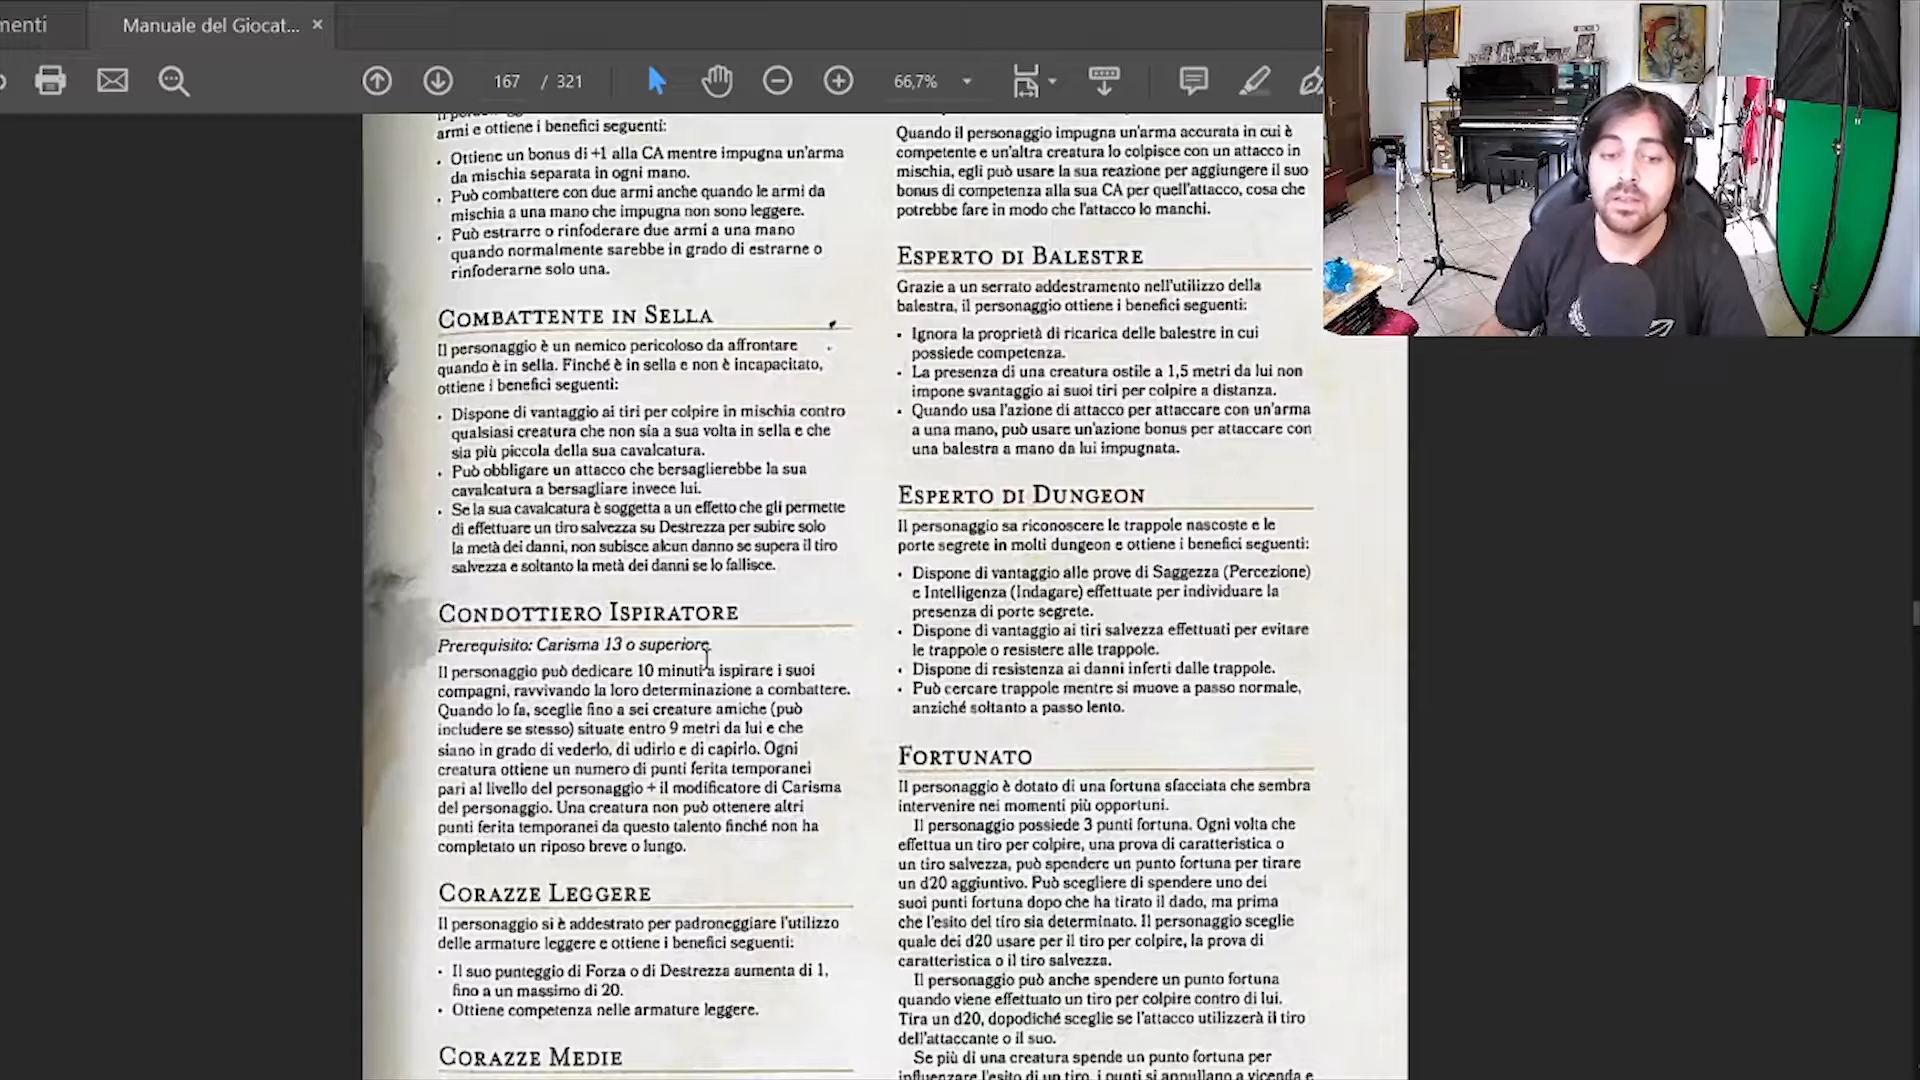 menti
Manuale del Giocat...
167 / 321
66,7%
armi e ottiene i benefici seguenti:
• Ottiene un bonus di +1 alla CA mentre impugna un'arma
da mischia separata in ogni mano.
• Può combattere con due armi anche quando le armi da
mischia a una mano che impugna non sono leggere.
• Può estrarre o rinfoderare due armi a una mano
quando normalmente sarebbe in grado di estrarne o
rinfoderarne solo una.
COMBATTENTE IN SELLA
Il personaggio è un nemico pericoloso da affrontare
quando è in sella. Finché è in sella e non è incapacitato,
ottiene i benefici seguenti:
• Dispone di vantaggio ai tiri per colpire in mischia contro
qualsiasi creatura che non sia a sua volta in sella e che
sia più piccola della sua cavalcatura.
• Può obbligare un attacco che bersaglierebbe la sua
cavalcatura a bersagliare invece lui.
• Se la sua cavalcatura è soggetta a un effetto che gli permette
di effettuare un tiro salvezza su Destrezza per subire solo
la metà dei danni, non subisce alcun danno se supera il tiro
salvezza e soltanto la metà dei danni se lo fallisce.
CONDOTTIERO ISPIRATORE
Prerequisito: Carisma 13 o superiore
Il personaggio può dedicare 10 minuti a ispirare i suoi
compagni, ravvivando la loro determinazione a combattere.
Quando lo fa, sceglie fino a sei creature amiche (può
includere se stesso) situate entro 9 metri da lui e che
siano in grado di vederlo, di udirlo e di capirlo. Ogni
creatura ottiene un numero di punti ferita temporanei
pari al livello del personaggio + il modificatore di Carisma
del personaggio. Una creatura non può ottenere altri
punti ferita temporanei da questo talento finché non ha
completato un riposo breve o lungo.
CORAZZE LEGGERE
Il personaggio si è addestrato per padroneggiare l'utilizzo
delle armature leggere e ottiene i benefici seguenti:
• Il suo punteggio di Forza o di Destrezza aumenta di 1,
fino a un massimo di 20.
• Ottiene competenza nelle armature leggere.
CORAZZE MEDIE
Quando il personaggio impugna un'arma accurata in cui è
competente e un'altra creatura lo colpisce con un attacco in
mischia, egli può usare la sua reazione per aggiungere il suo
bonus di competenza alla sua CA per quell'attacco, cosa che
potrebbe fare in modo che l'attacco lo manchi.
ESPERTO DI BALESTRE
Grazie a un serrato addestramento nell'utilizzo della
balestra, il personaggio ottiene i benefici seguenti:
• Ignora la proprietà di ricarica delle balestre in cui
possiede competenza.
• La presenza di una creatura ostile a 1,5 metri da lui non
impone svantaggio ai suoi tiri per colpire a distanza.
• Quando usa l'azione di attacco per attaccare con un'arma
a una mano, può usare un'azione bonus per attaccare con
una balestra a mano da lui impugnata.
ESPERTO DI DUNGEON
Il personaggio sa riconoscere le trappole nascoste e le
porte segrete in molti dungeon e ottiene i benefici seguenti:
• Dispone di vantaggio alle prove di Saggezza (Percezione)
e Intelligenza (Indagare) effettuate per individuare la
presenza di porte segrete.
• Dispone di vantaggio ai tiri salvezza effettuati per evitare
le trappole o resistere alle trappole.
• Dispone di resistenza ai danni inferti dalle trappole.
• Può cercare trappole mentre si muove a passo normale,
anziché soltanto a passo lento.
FORTUNATO
Il personaggio è dotato di una fortuna sfacciata che sembra
intervenire nei momenti più opportuni.
Il personaggio possiede 3 punti fortuna. Ogni volta che
effettua un tiro per colpire, una prova di caratteristica o
un tiro salvezza, può spendere un punto fortuna per tirare
un d20 aggiuntivo. Può scegliere di spendere uno dei
suoi punti fortuna dopo che ha tirato il dado, ma prima
che l'esito del tiro sia determinato. Il personaggio sceglie
quale dei d20 usare per il tiro per colpire, la prova di
caratteristica o il tiro salvezza.
Il personaggio può anche spendere un punto fortuna
quando viene effettuato un tiro per colpire contro di lui.
Tira un d20, dopodiché sceglie se l'attacco utilizzerà il tiro
dell'attaccante o il suo.
Se più di una creatura spende un punto fortuna per
influenzare l'esito di un tiro, i punti si annullano a vicenda e